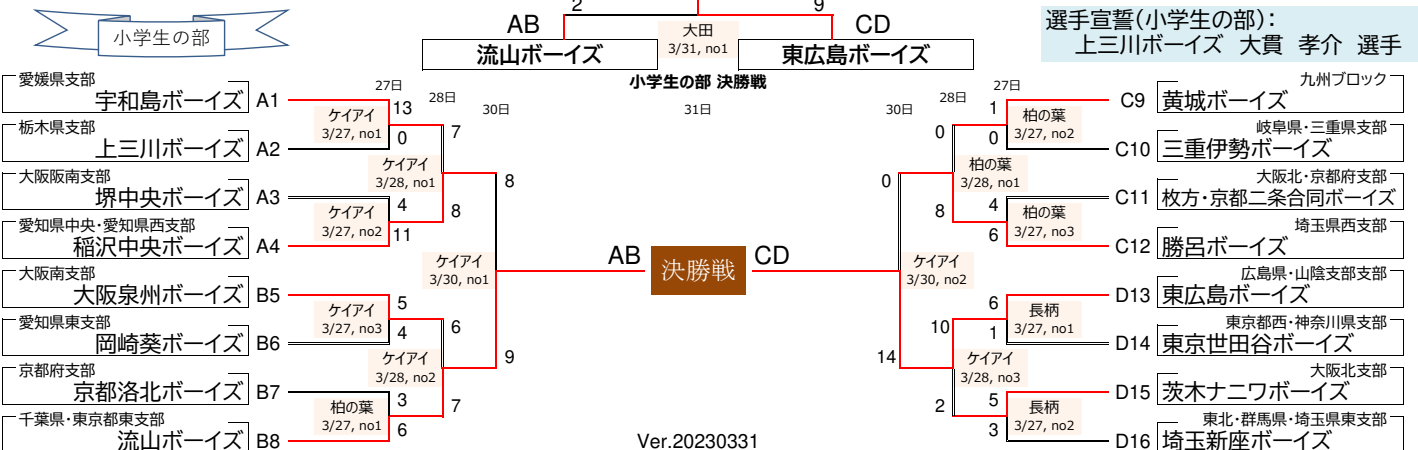 小学生の部
2 9
AB CD
大田
3/31, no1
流山ボーイズ 東広島ボーイズ
小学生の部 決勝戦
選手宣誓(小学生の部):
上三川ボーイズ 大貫 孝介 選手
27日 28日 30日 31日 30日 28日 27日
愛媛県支部
宇和島ボーイズ A1
栃木県支部
上三川ボーイズ A2
大阪阪南支部
堺中央ボーイズ A3
愛知県中央・愛知県西支部
稲沢中央ボーイズ A4
大阪南支部
大阪泉州ボーイズ B5
愛知県東支部
岡崎葵ボーイズ B6
京都府支部
京都洛北ボーイズ B7
千葉県・東京都東支部
流山ボーイズ B8
13
ケイアイ
3/27, no1
0
4
ケイアイ
3/27, no2
11
5
ケイアイ
3/27, no3
4
3
柏の葉
3/27, no1
6
7
ケイアイ
3/28, no1
8
6
ケイアイ
3/28, no2
7
8
ケイアイ
3/30, no1
9
AB 決勝戦 CD
0
ケイアイ
3/30, no2
14
0
柏の葉
3/28, no1
8
10
ケイアイ
3/28, no3
2
1
柏の葉
3/27, no2
0
4
柏の葉
3/27, no3
6
6
長柄
3/27, no1
1
5
長柄
3/27, no2
3
九州ブロック
C9 黄城ボーイズ
岐阜県・三重県支部
C10 三重伊勢ボーイズ
大阪北・京都府支部
C11 枚方・京都二条合同ボーイズ
埼玉県西支部
C12 勝呂ボーイズ
広島県・山陰支部支部
D13 東広島ボーイズ
東京都西・神奈川県支部
D14 東京世田谷ボーイズ
大阪北支部
D15 茨木ナニワボーイズ
東北・群馬県・埼玉県東支部
D16 埼玉新座ボーイズ
Ver.20230331